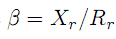 β = X_r/R_r